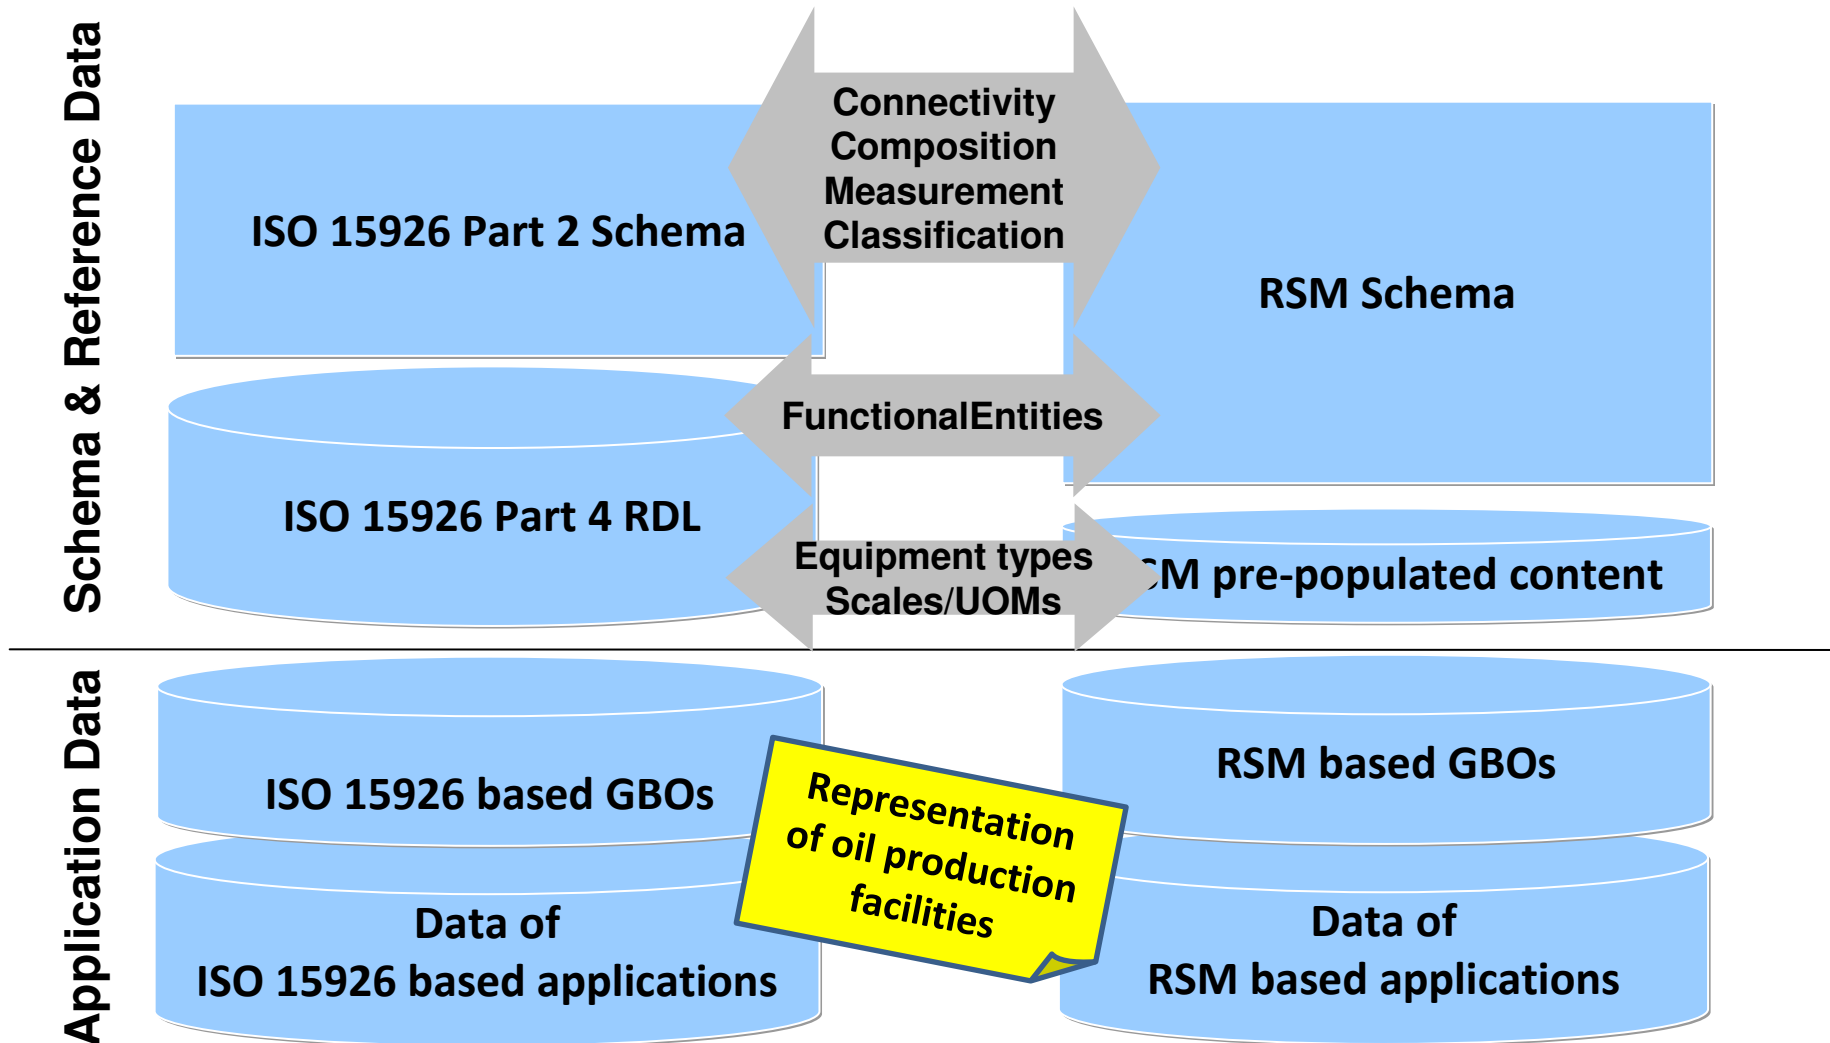 Schema & Reference Data
Connectivity
Composition
Measurement
Classification
ISO 15926 Part 2 Schema
RSM Schema
FunctionalEntities
ISO 15926 Part 4 RDL
Equipment types
Scales/UOMs
SM pre-populated content
Application Data
ISO 15926 based GBOs
RSM based GBOs
Representation
of oil production
facilities
Data of
ISO 15926 based applications
Data of
RSM based applications